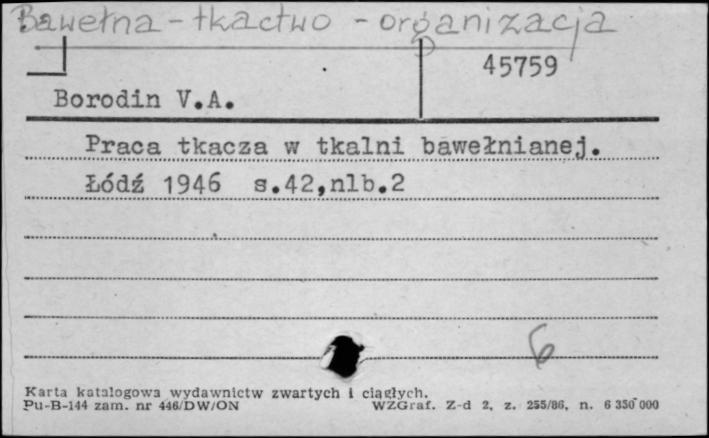 Bawełna - tkactwo - organizacja
45759
Borodin V.A.
Praca tkacza w tkalni bawełnianej.
Łódź 1946 s.42,nlb.2
6
Karta katalogowa wydawnictw zwartych i ciągłych.
Pu-B-144 zam. nr 446/DW/ON WZGraf. Z-d 2, z. 255/86, n. 6 350 000